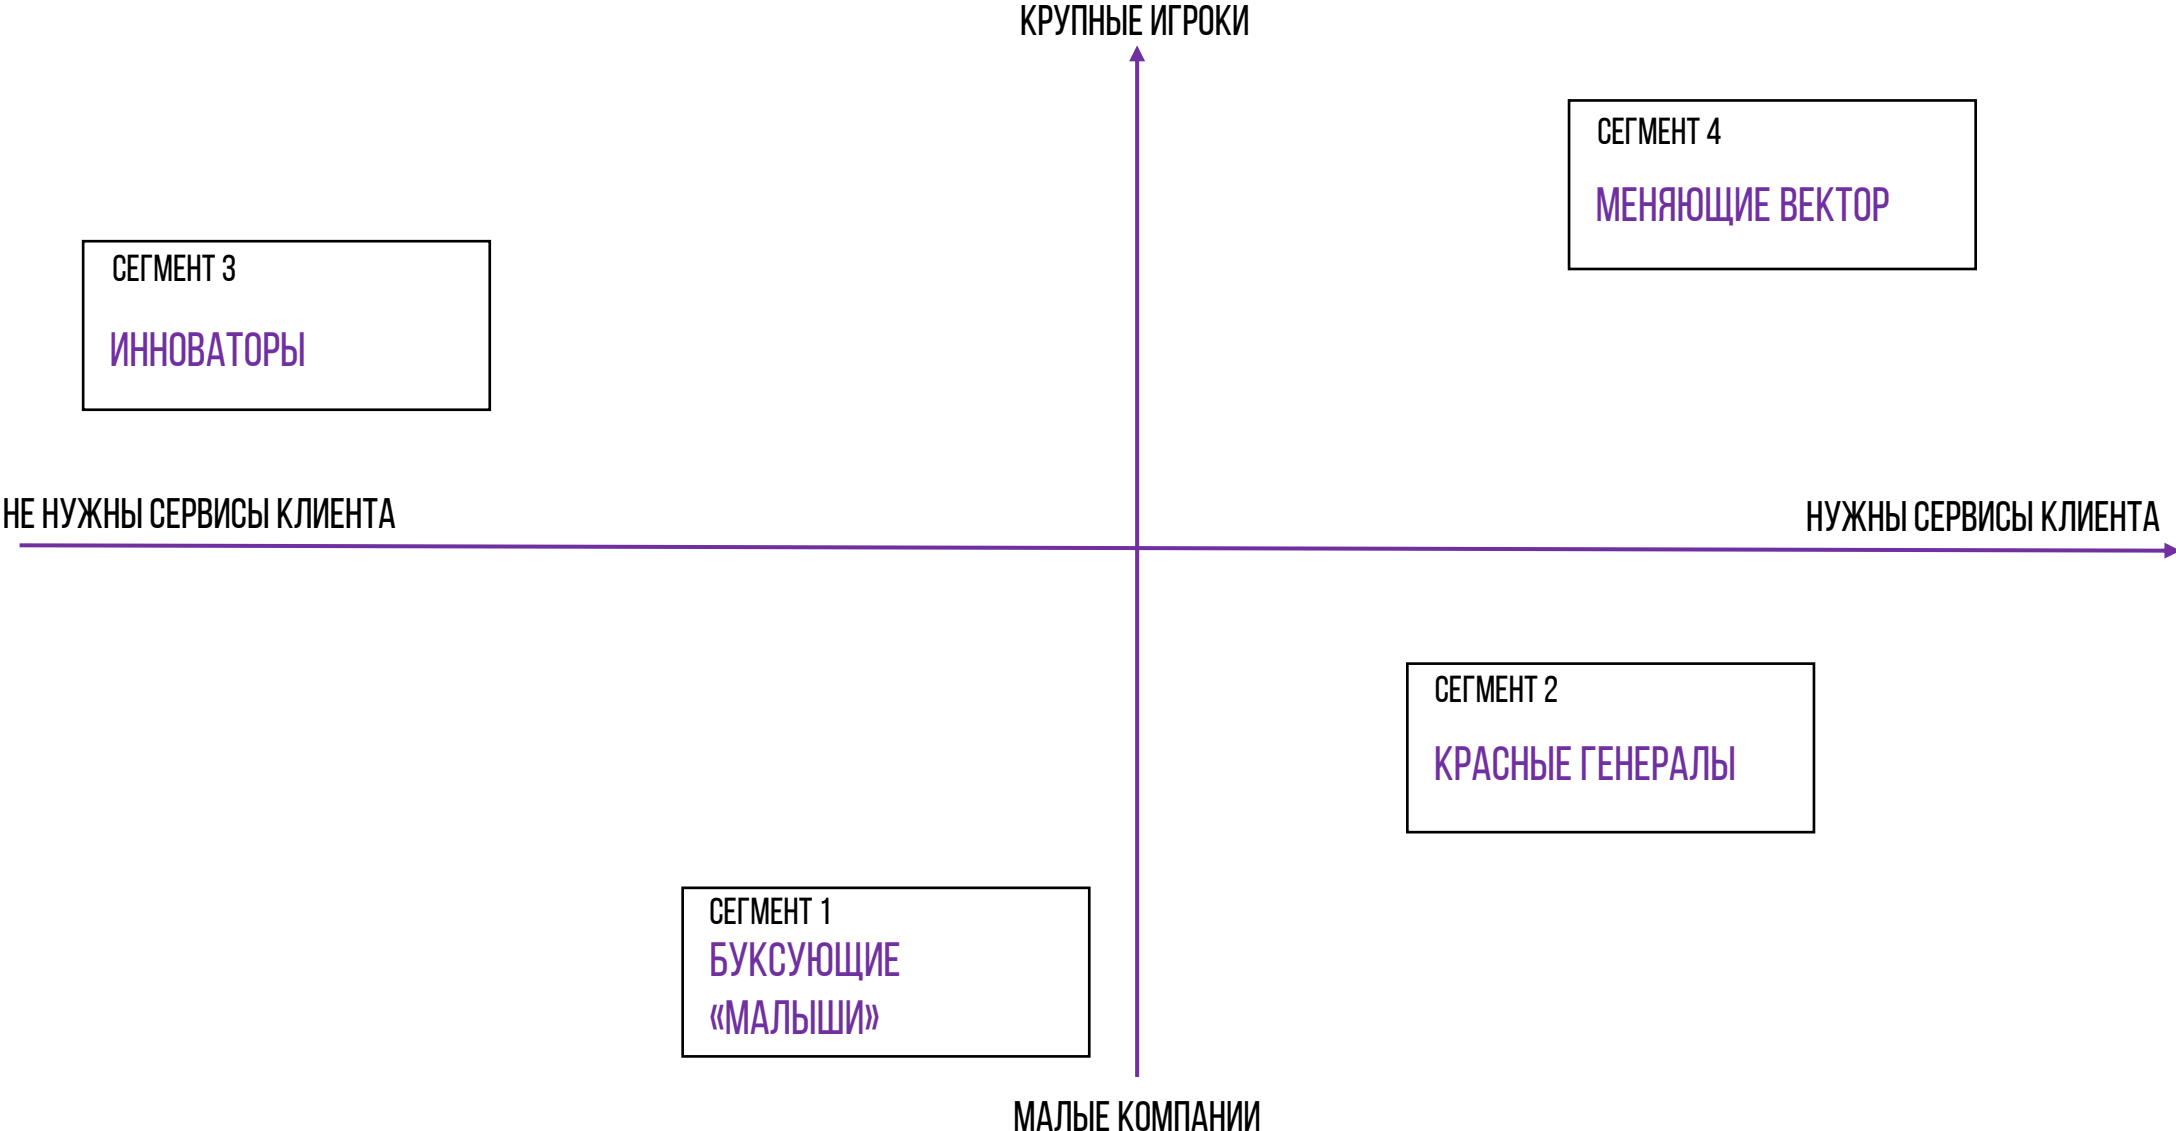 КРУПНЫЕ ИГРОКИ
СЕГМЕНТ 4
МЕНЯЮЩИЕ ВЕКТОР
СЕГМЕНТ 3
ИННОВАТОРЫ
НЕ НУЖНЫ СЕРВИСЫ КЛИЕНТА
НУЖНЫ СЕРВИСЫ КЛИЕНТА
СЕГМЕНТ 2
КРАСНЫЕ ГЕНЕРАЛЫ
СЕГМЕНТ 1
БУКСУЮЩИЕ
«МАЛЫШИ»
МАЛЫЕ КОМПАНИИ